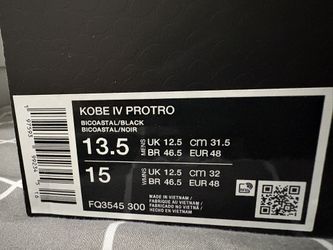 KOBE IV PROTRO
BICOASTAL/BLACK
BICOASTAL/NOIR
13.5 MENS UK 12.5 cm 31.5
BR 46.5 EUR 48
15 WMNS UK 12.5 cm 32
BR 46.5 EUR 48
FQ3545 300
MADE IN VIETNAM
FABRIQUÉ AU VIETNAM
HECHO EN VIETNAM